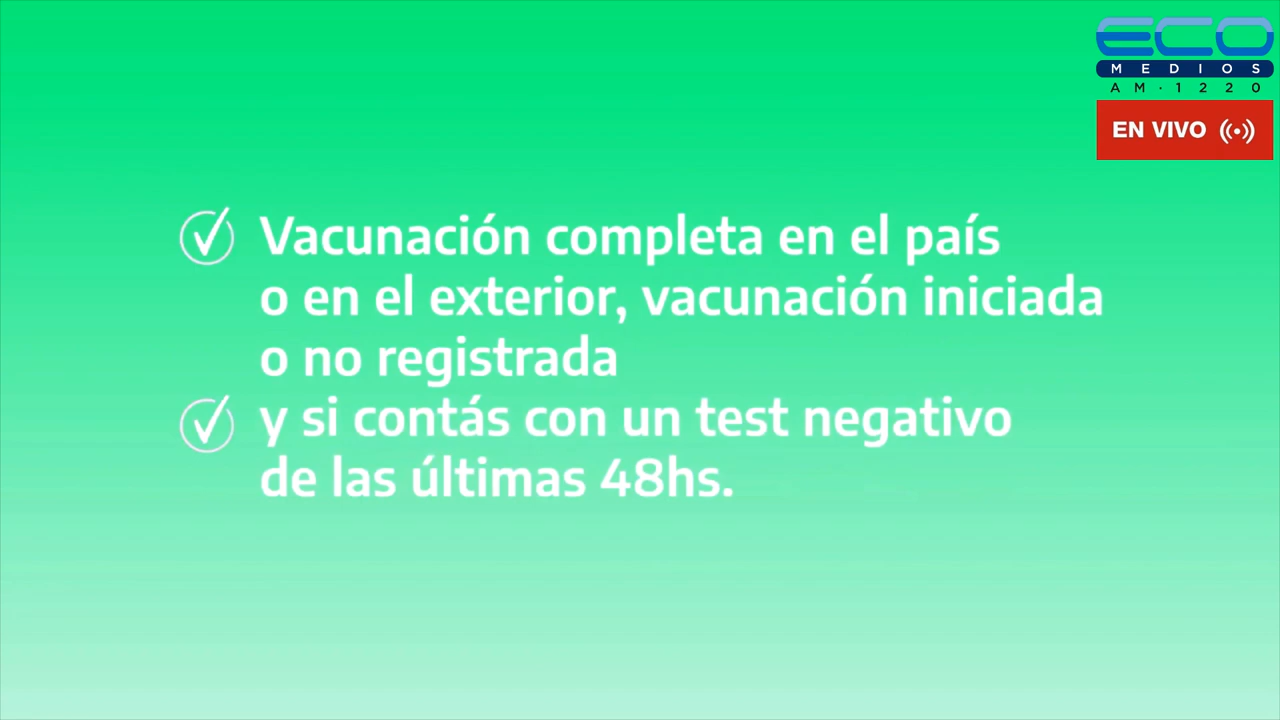 ECO
MEDIOS
AM·1220
EN VIVO
Vacunación completa en el país
o en el exterior, vacunación iniciada
o no registrada
y si contás con un test negativo
de las últimas 48hs.